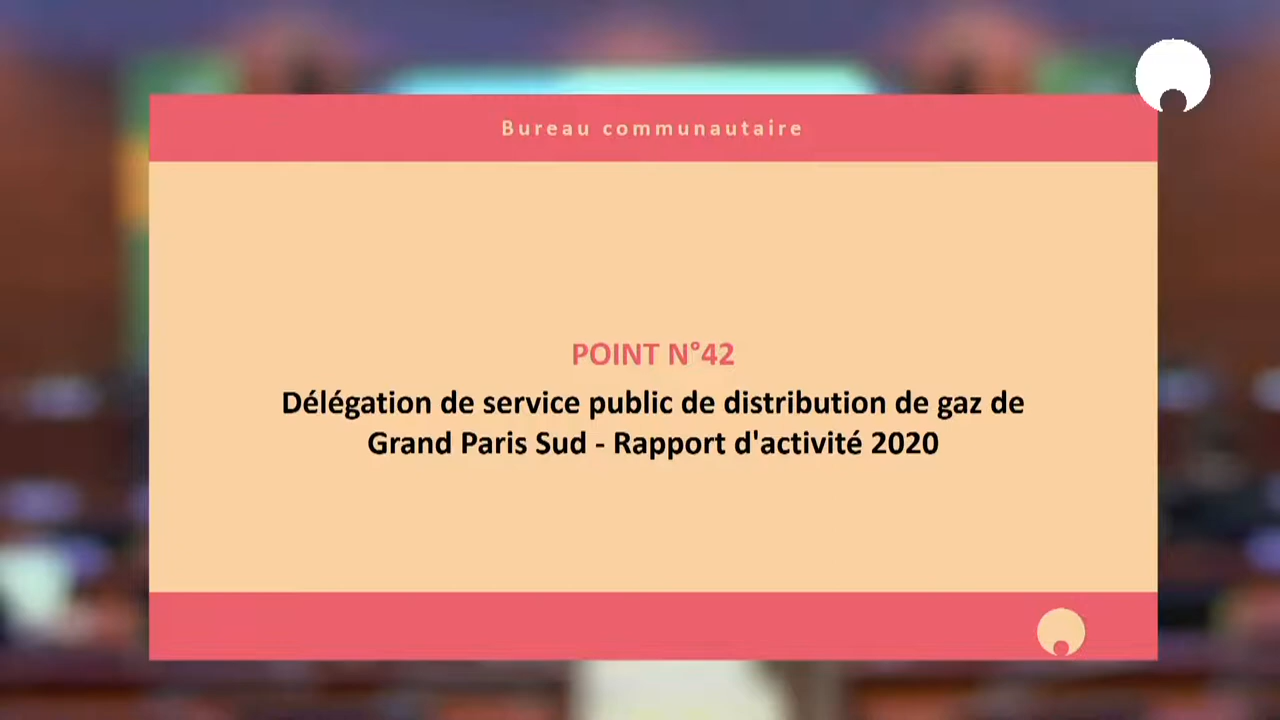 Bureau communautaire
POINT N°42
Délégation de service public de distribution de gaz de
Grand Paris Sud - Rapport d'activité 2020